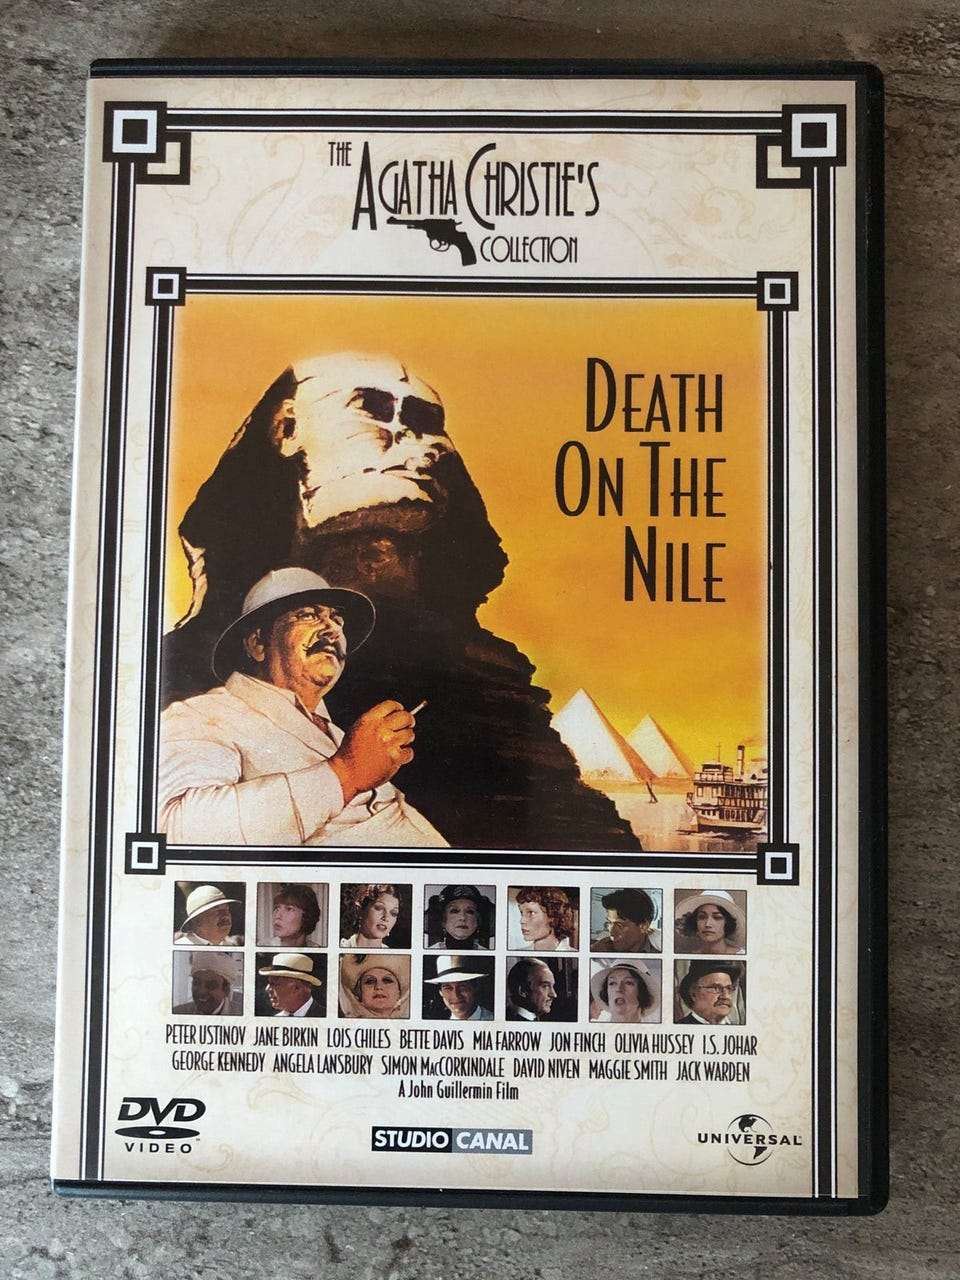 THE
AGATHA CHRISTIE'S
COLLECTION
DEATH
ON THE
NILE
PETER USTINOV JANE BIRKIN LOIS CHILES BETTE DAVIS MIA FARROW JON FINCH OLIVIA HUSSEY I.S. JOHAR
GEORGE KENNEDY ANGELA LANSBURY SIMON MACCORKINDALE DAVID NIVEN MAGGIE SMITH JACK WARDEN
A John Guillermin Film
DVD
VIDEO™
STUDIO CANAL
UNIVERSAL